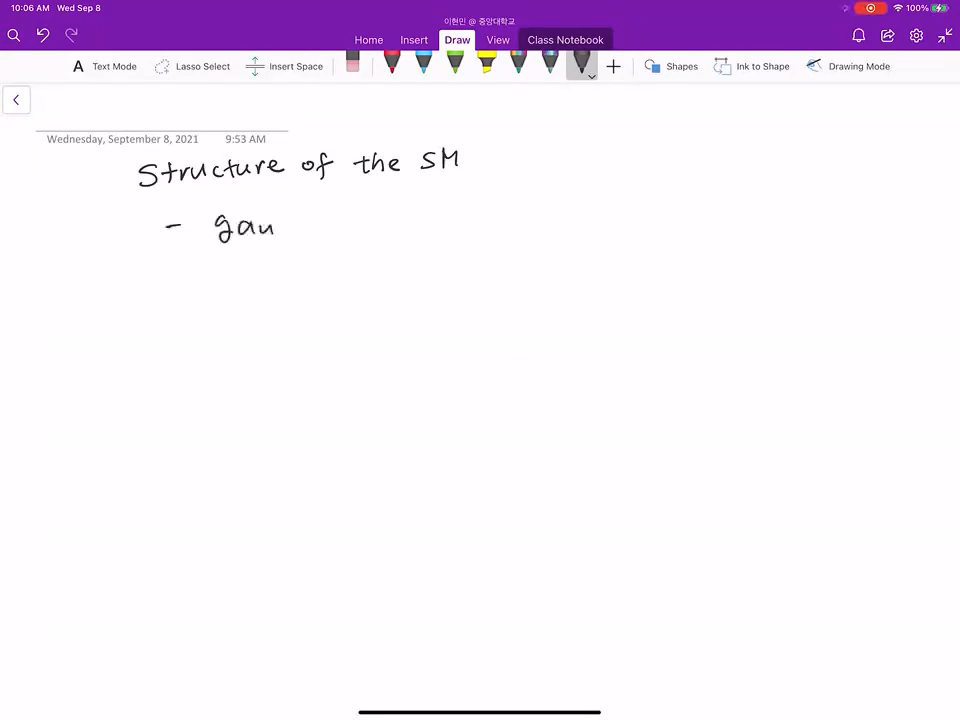 10:06 AM Wed Sep 8 100%
이현민 @ 중앙대학교
Home Insert Draw View Class Notebook
A Text Mode Lasso Select Insert Space Shapes Ink to Shape Drawing Mode
Wednesday, September 8, 2021 9:53 AM
Structure of the SM
- gau